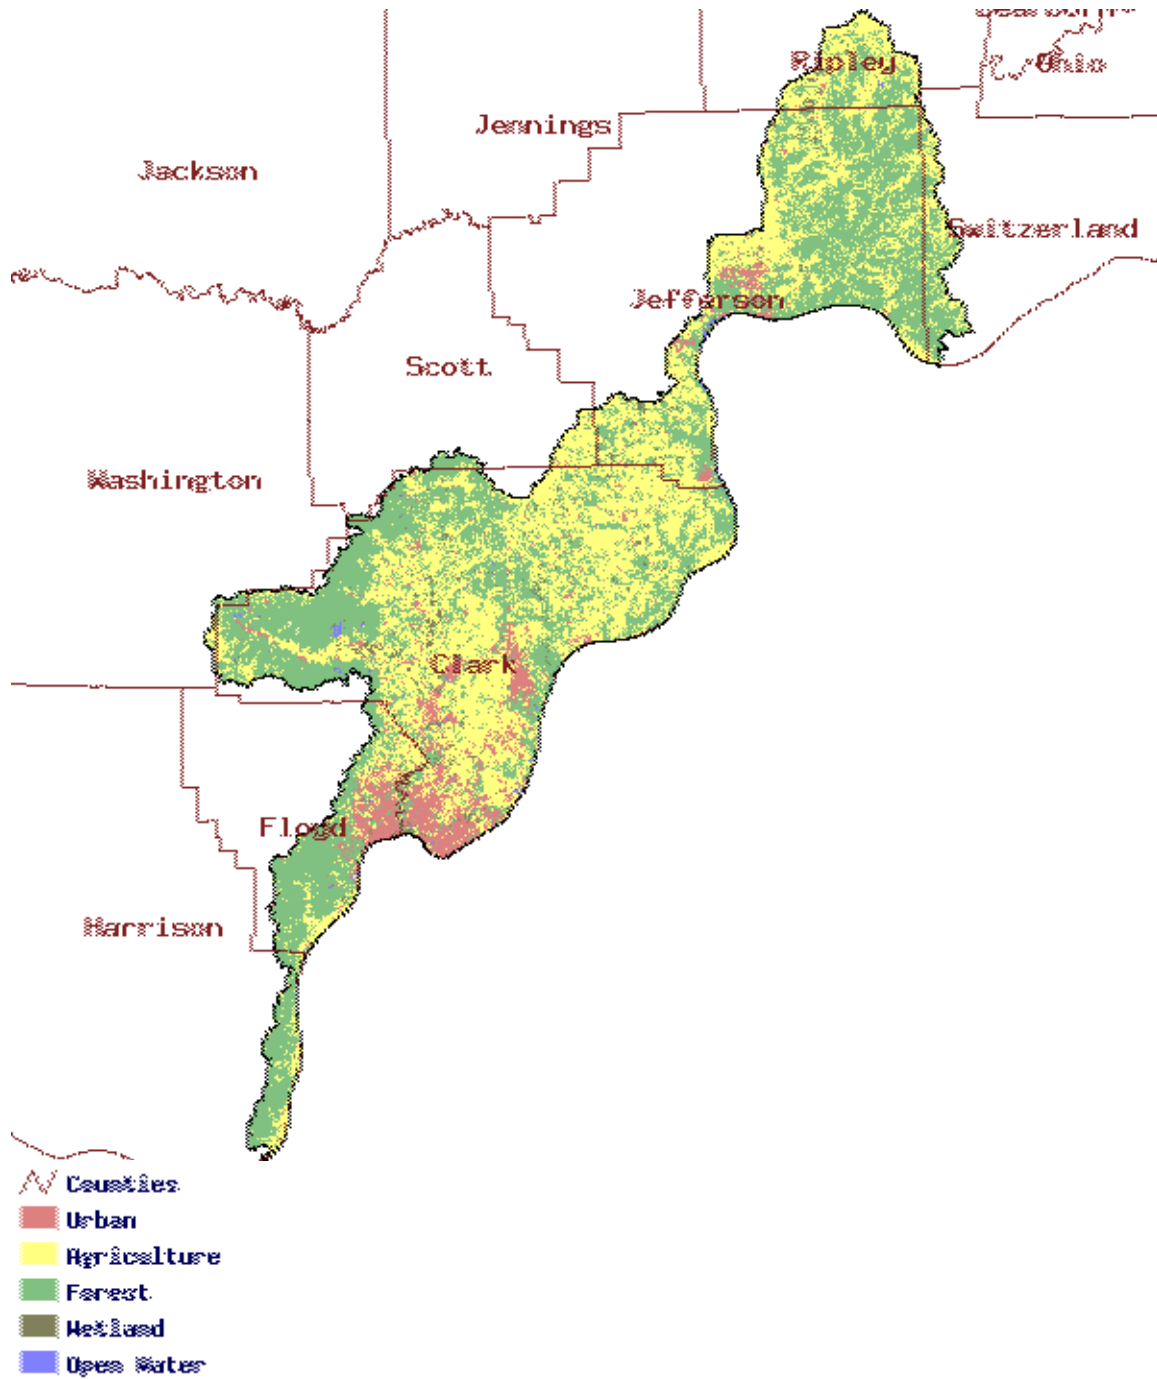 Ripley
Ohio
Jennings
Jackson
Switzerland
Jefferson
Scott
Washington
Clark
Floyd
Harrison
Counties
Urban
Agriculture
Forest
Wetland
Open Water